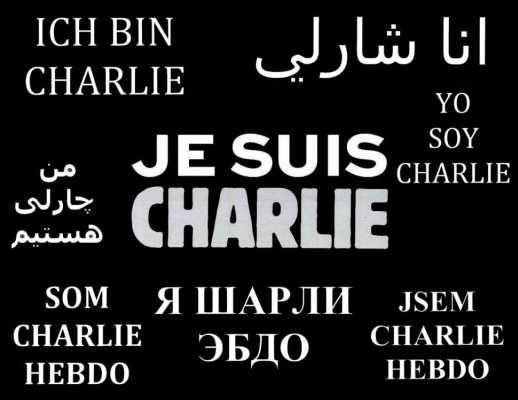 ICH BIN
CHARLIE
انا شارلي
YO
SOY
CHARLIE
JE SUIS
CHARLIE
من
چارلی
هستیم
SOM
CHARLIE
HEBDO
Я ШАРЛИ
ЭБДО
JSEM
CHARLIE
HEBDO